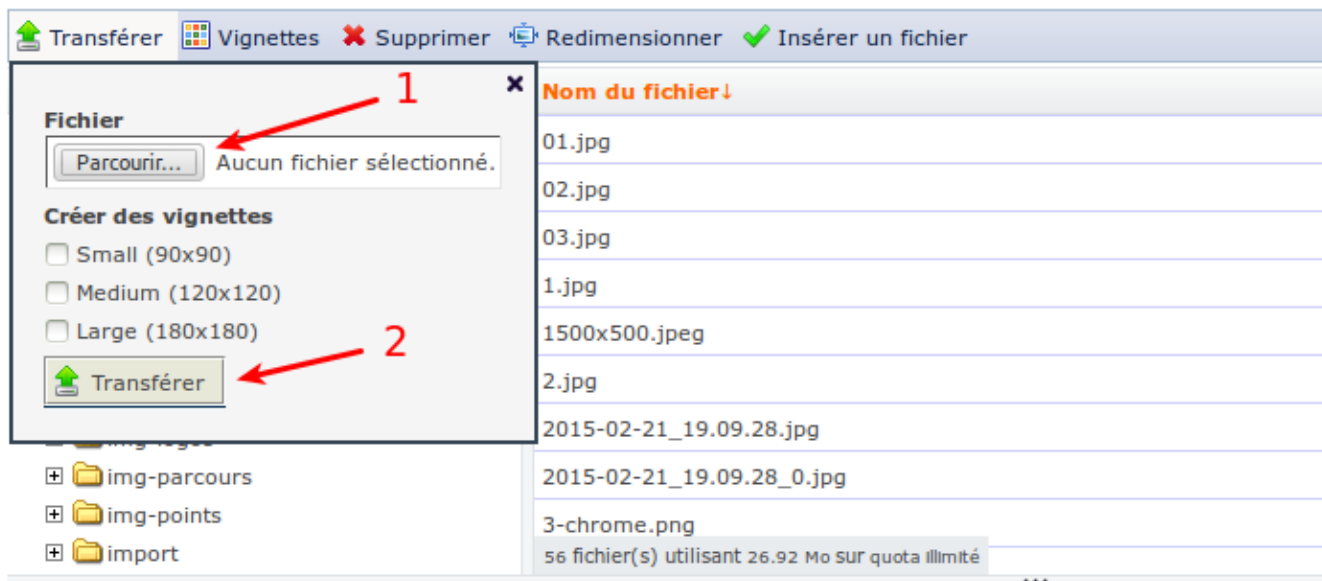 Transférer Vignettes Supprimer Redimensionner Insérer un fichier
1
Fichier
Parcourir... Aucun fichier sélectionné.
Créer des vignettes
Small (90x90)
Medium (120x120)
Large (180x180)
2
Transférer
img-parcours
img-points
import
Nom du fichier↓
01.jpg
02.jpg
03.jpg
1.jpg
1500x500.jpeg
2.jpg
2015-02-21_19.09.28.jpg
2015-02-21_19.09.28_0.jpg
3-chrome.png
56 fichier(s) utilisant 26.92 Mo sur quota Illimité